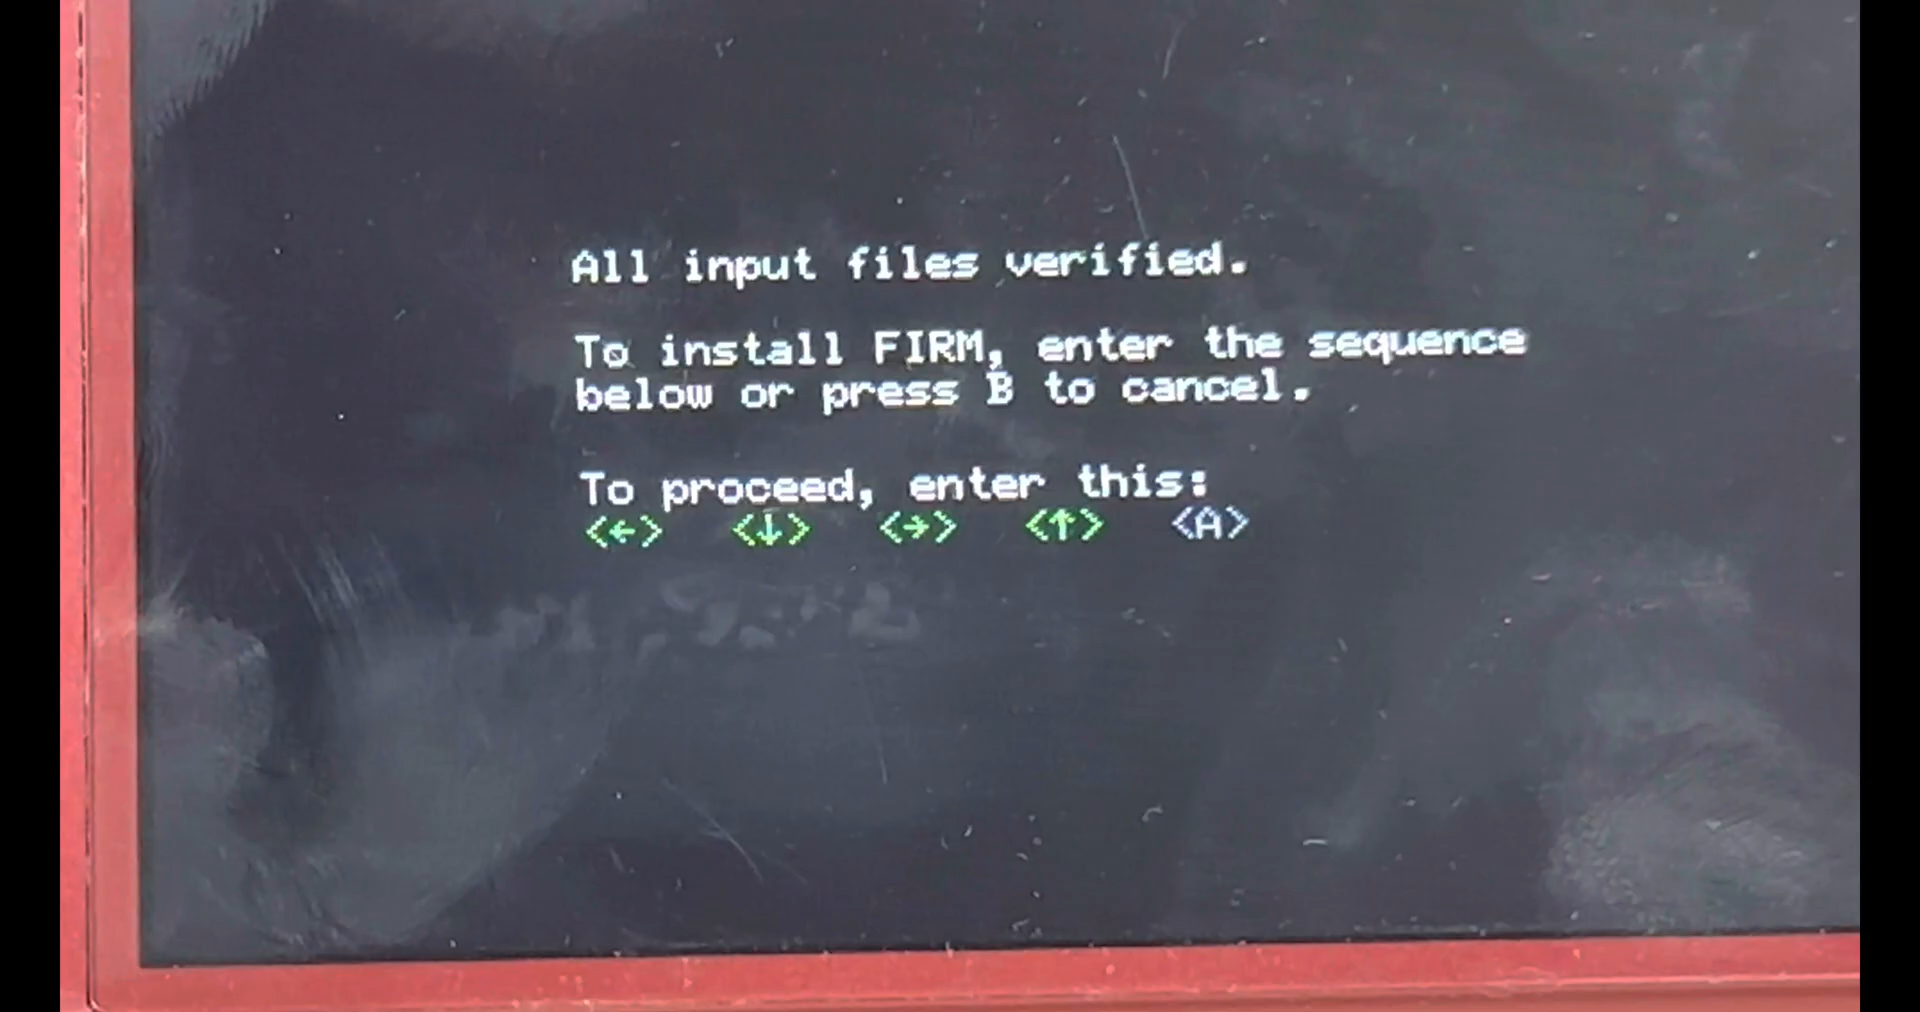 All input files verified.
To install FIRM, enter the sequence
below or press B to cancel.
To proceed, enter this:
<←> <↓> <→> <↑> <A>